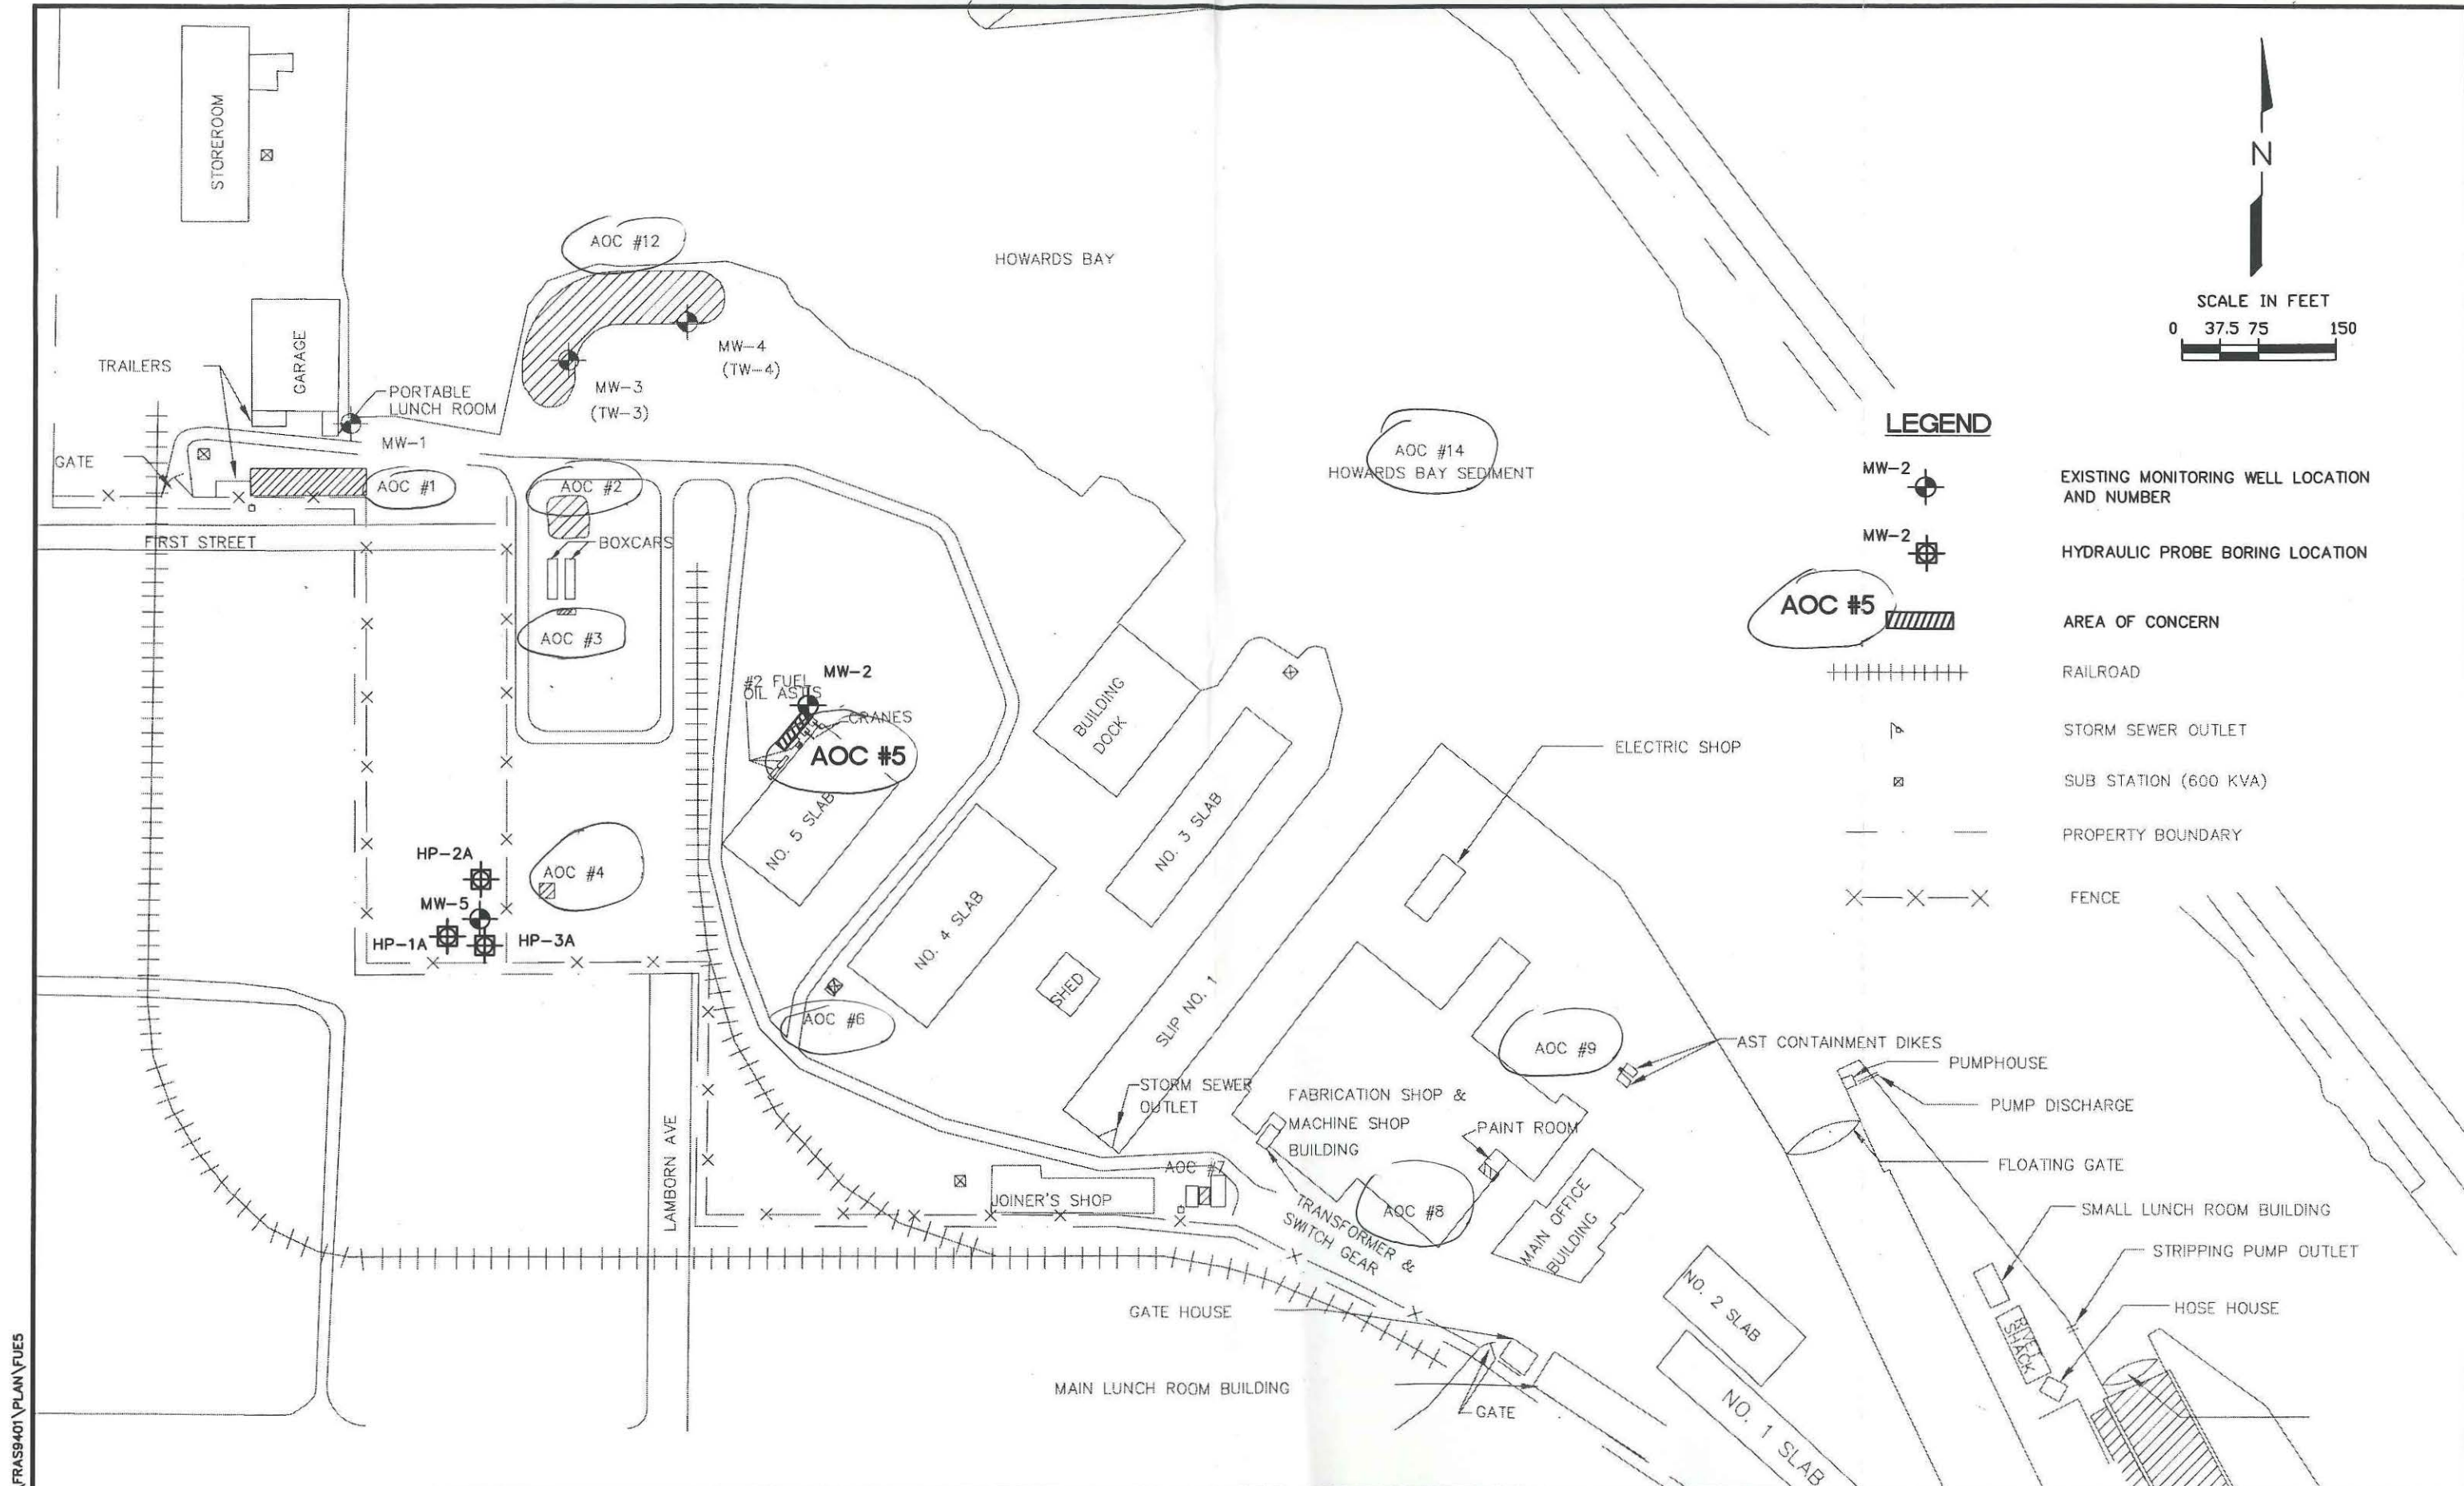 STOREROOM
AOC #12
HOWARDS BAY
N
SCALE IN FEET
0 37.5 75 150
TRAILERS
GARAGE
PORTABLE
LUNCH ROOM
MW-1
MW-4
(TW-4)
MW-3
(TW-3)
GATE
AOC #1
AOC #2
AOC #14
HOWARDS BAY SEDIMENT
FIRST STREET
BOXCARS
AOC #3
LEGEND
MW-2
EXISTING MONITORING WELL LOCATION
AND NUMBER
MW-2
HYDRAULIC PROBE BORING LOCATION
AOC #5
AREA OF CONCERN
RAILROAD
STORM SEWER OUTLET
SUB STATION (600 KVA)
PROPERTY BOUNDARY
FENCE
#2 FUEL
OIL ASTS
MW-2
CRANES
AOC #5
NO. 5 SLAB
BUILDING
DOCK
NO. 3 SLAB
ELECTRIC SHOP
HP-2A
MW-5
HP-1A
HP-3A
AOC #4
NO. 4 SLAB
SHED
SLIP NO. 1
AOC #6
AOC #9
AST CONTAINMENT DIKES
PUMPHOUSE
PUMP DISCHARGE
FLOATING GATE
STORM SEWER
OUTLET
FABRICATION SHOP &
MACHINE SHOP
BUILDING
PAINT ROOM
LAMBORN AVE
AOC #7
JOINER'S SHOP
TRANSFORMER &
SWITCH GEAR
AOC #8
MAIN OFFICE
BUILDING
SMALL LUNCH ROOM BUILDING
STRIPPING PUMP OUTLET
HOSE HOUSE
RIVET
SHACK
NO. 2 SLAB
GATE HOUSE
MAIN LUNCH ROOM BUILDING
GATE
NO. 1 SLAB
\FRAS9401\PLAN\FUE5